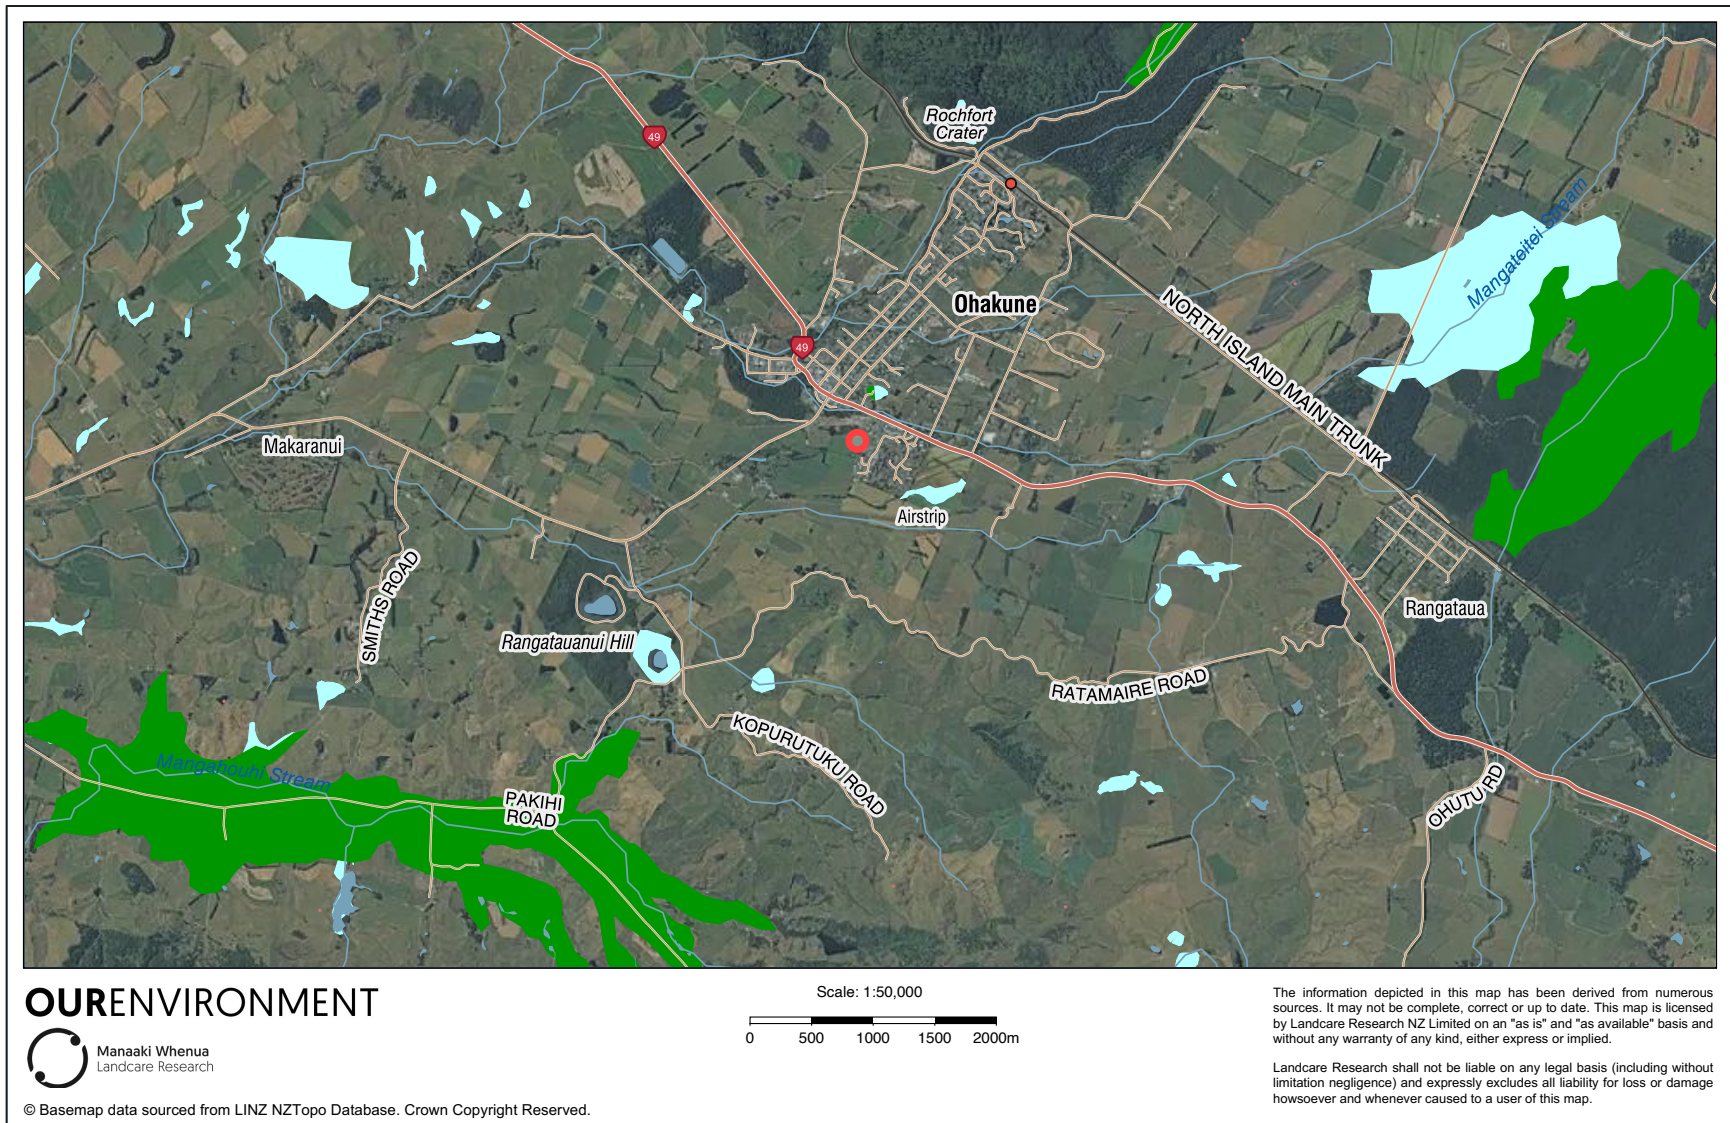 49
Rochfort
Crater
Mangateitei Stream
Ohakune
NORTH ISLAND MAIN TRUNK
49
Makaranui
Airstrip
SMITHS ROAD
Rangataua
Rangatauanui Hill
RATAMAIRE ROAD
KOPURUTUKU ROAD
Mangahouhi Stream
PAKIHI
ROAD
OHUTU RD
OURENVIRONMENT
Manaaki Whenua
Landcare Research
© Basemap data sourced from LINZ NZTopo Database. Crown Copyright Reserved.
Scale: 1:50,000
0 500 1000 1500 2000m
The information depicted in this map has been derived from numerous
sources. It may not be complete, correct or up to date. This map is licensed
by Landcare Research NZ Limited on an "as is" and "as available" basis and
without any warranty of any kind, either express or implied.
Landcare Research shall not be liable on any legal basis (including without
limitation negligence) and expressly excludes all liability for loss or damage
howsoever and whenever caused to a user of this map.